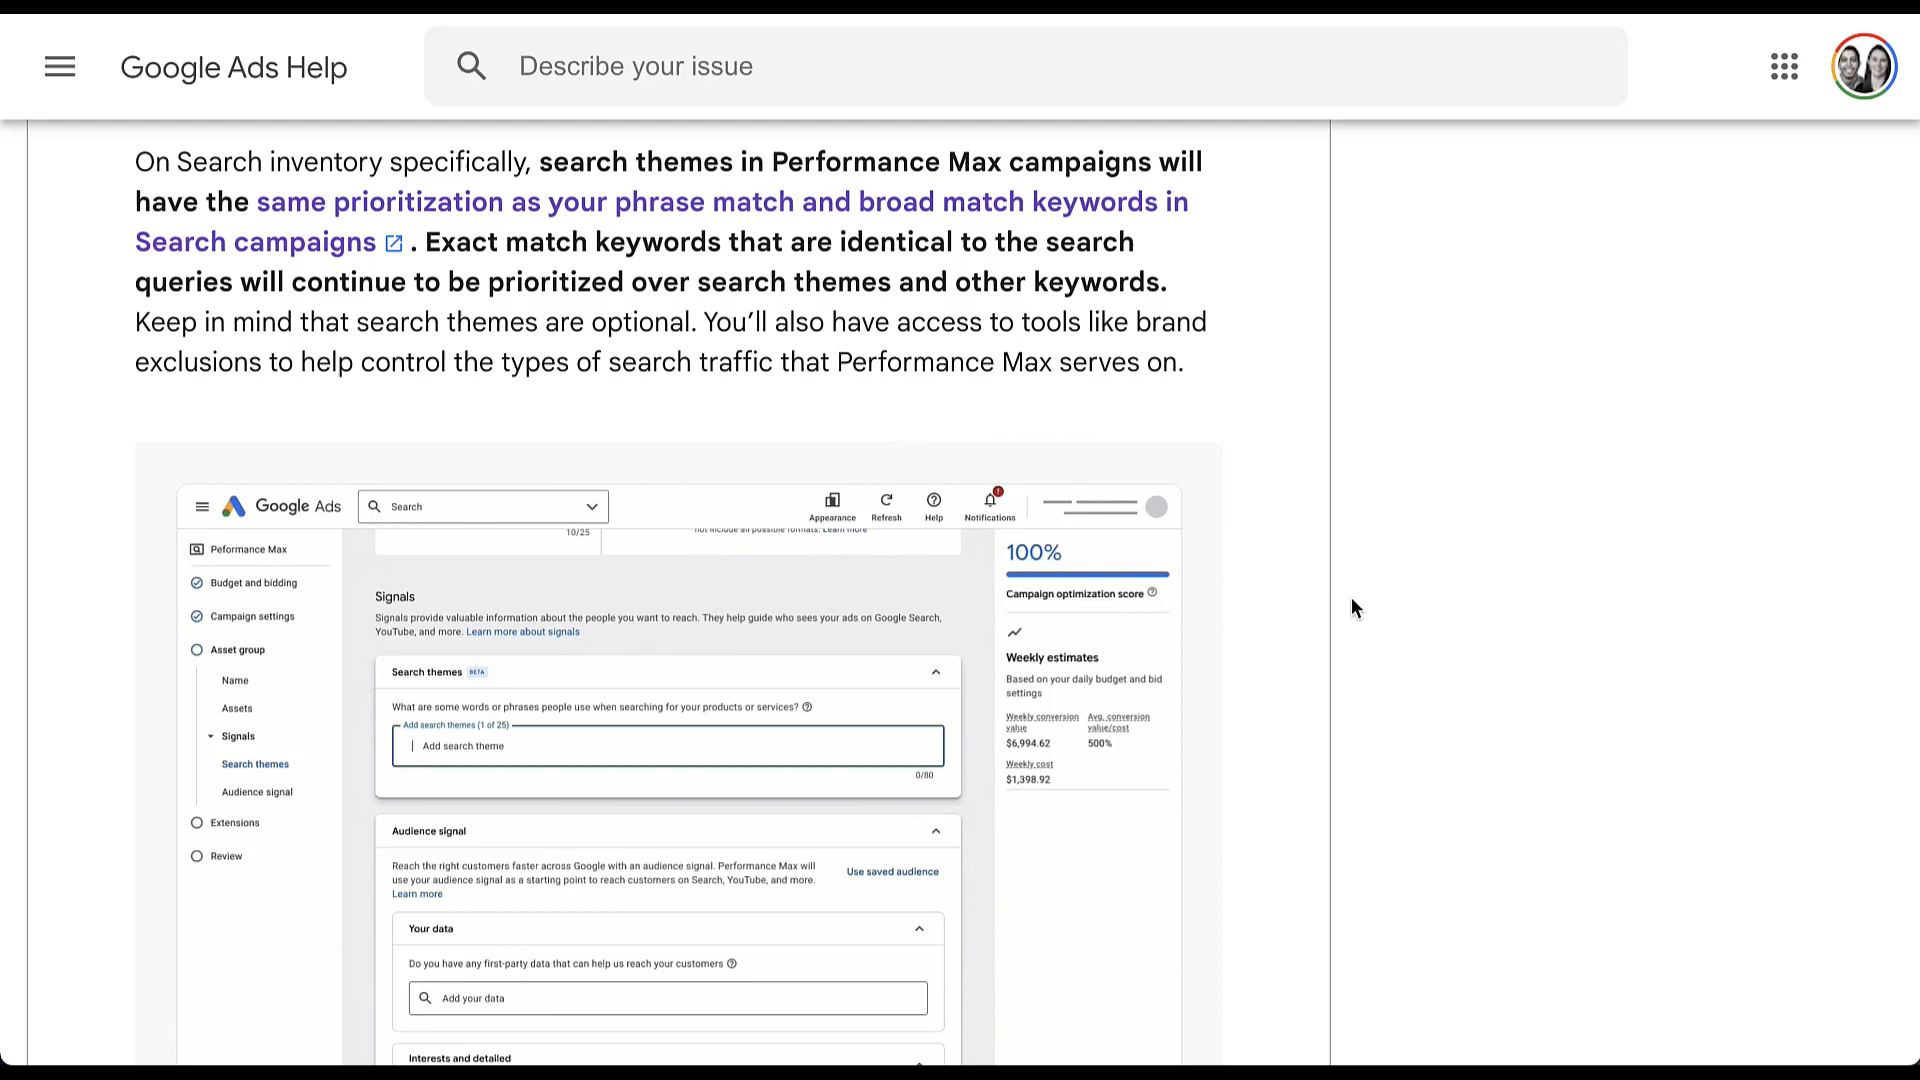 Google Ads Help
Describe your issue
On Search inventory specifically, search themes in Performance Max campaigns will
have the same prioritization as your phrase match and broad match keywords in
Search campaigns . Exact match keywords that are identical to the search
queries will continue to be prioritized over search themes and other keywords.
Keep in mind that search themes are optional. You’ll also have access to tools like brand
exclusions to help control the types of search traffic that Performance Max serves on.
Google Ads
Search
Appearance
Refresh
Help
Notifications
Peformance Max
Budget and bidding
Campaign settings
Asset group
Name
Assets
Signals
Search themes
Audience signal
Extensions
Review
10/25
not include all possible formats. Learn more
Signals
Signals provide valuable information about the people you want to reach. They help guide who sees your ads on Google Search,
YouTube, and more. Learn more about signals
Search themes BETA
What are some words or phrases people use when searching for your products or services?
Add search themes (1 of 25)
Add search theme
0/80
Audience signal
Reach the right customers faster across Google with an audience signal. Performance Max will
use your audience signal as a starting point to reach customers on Search, YouTube, and more.
Learn more
Use saved audience
Your data
Do you have any first-party data that can help us reach your customers
Add your data
Interests and detailed
100%
Campaign optimization score
Weekly estimates
Based on your daily budget and bid
settings
Weekly conversion
value
$6,994.62
Avg. conversion
value/cost
500%
Weekly cost
$1,398.92